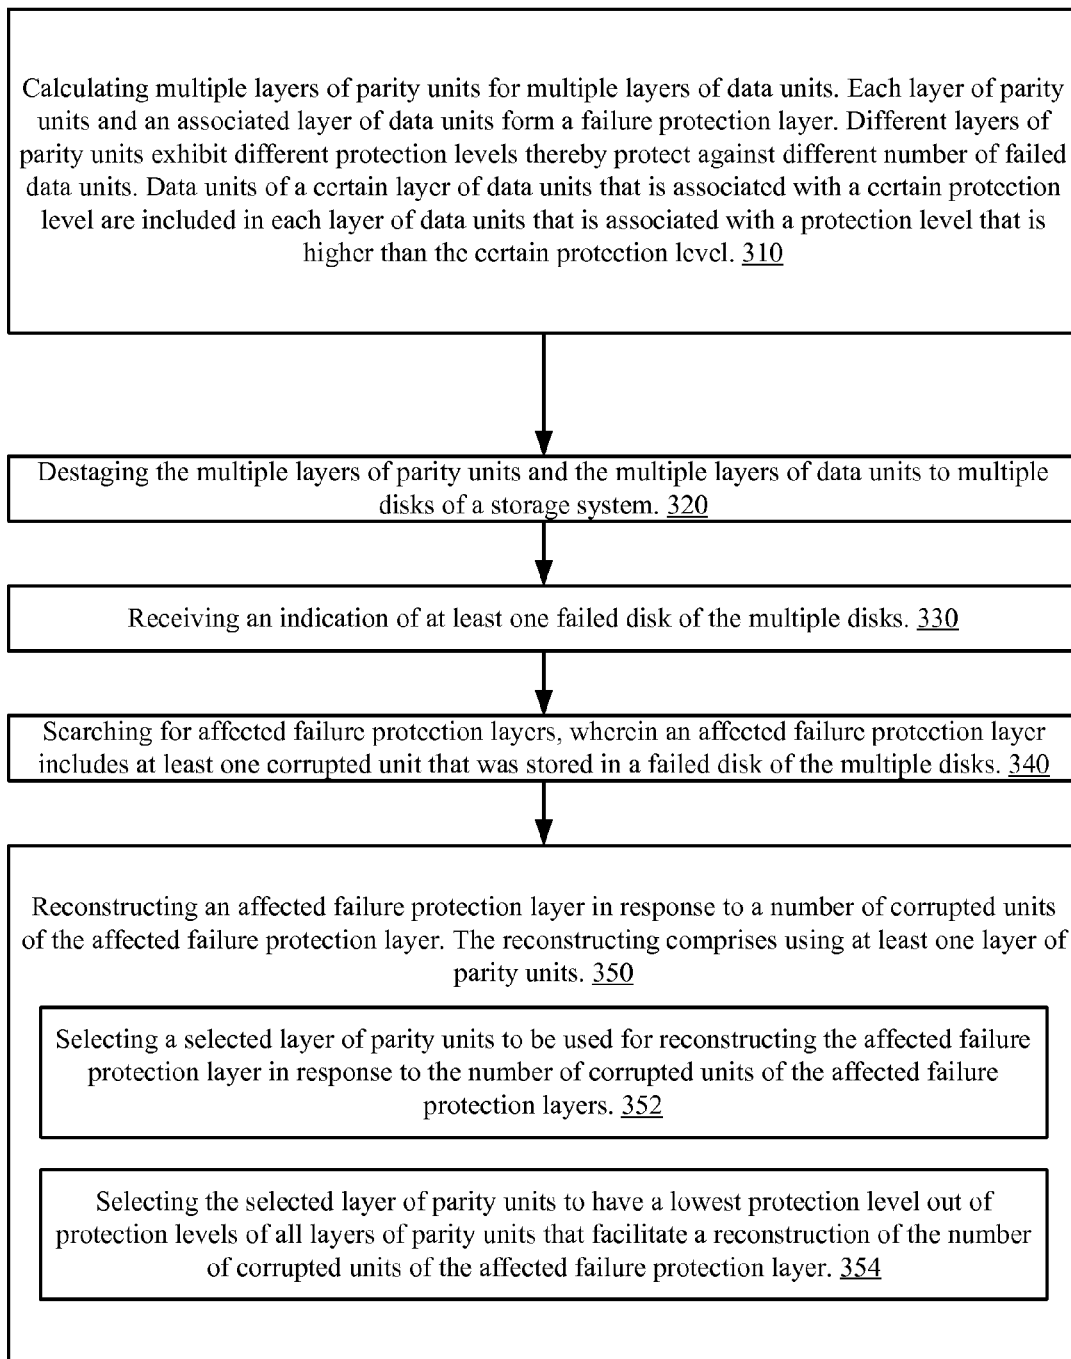 Calculating multiple layers of parity units for multiple layers of data units. Each layer of parity
units and an associated layer of data units form a failure protection layer. Different layers of
parity units exhibit different protection levels thereby protect against different number of failed
data units. Data units of a certain layer of data units that is associated with a certain protection
level are included in each layer of data units that is associated with a protection level that is
higher than the certain protection level. 310
Destaging the multiple layers of parity units and the multiple layers of data units to multiple
disks of a storage system. 320
Receiving an indication of at least one failed disk of the multiple disks. 330
Searching for affected failure protection layers, wherein an affected failure protection layer
includes at least one corrupted unit that was stored in a failed disk of the multiple disks. 340
Reconstructing an affected failure protection layer in response to a number of corrupted units
of the affected failure protection layer. The reconstructing comprises using at least one layer of
parity units. 350
Selecting a selected layer of parity units to be used for reconstructing the affected failure
protection layer in response to the number of corrupted units of the affected failure
protection layers. 352
Selecting the selected layer of parity units to have a lowest protection level out of
protection levels of all layers of parity units that facilitate a reconstruction of the number
of corrupted units of the affected failure protection layer. 354